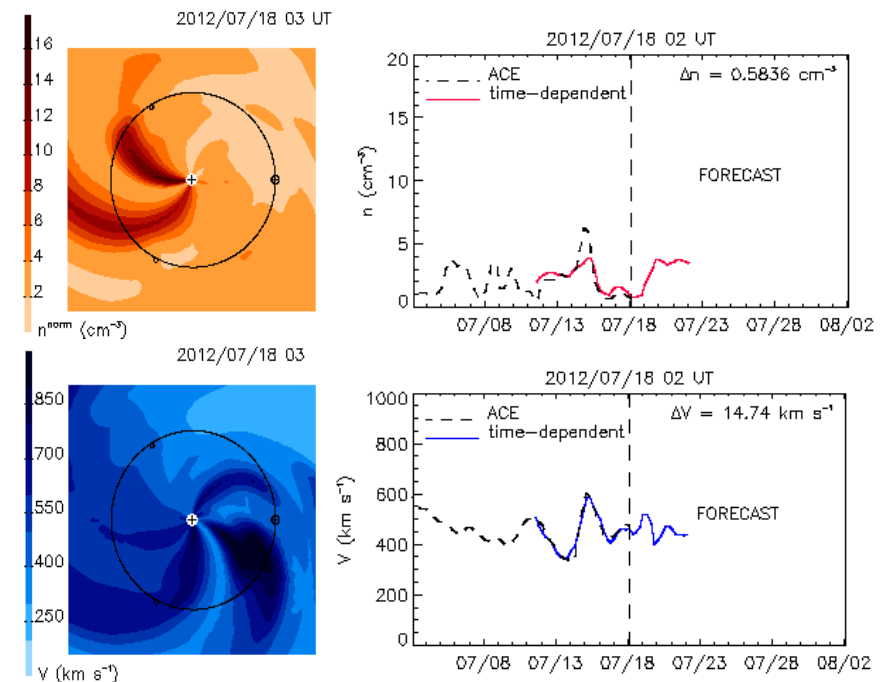 2012/07/18 03 UT
16
14
12
10
8
6
4
2
n^norm (cm⁻³)
2012/07/18 02 UT
ACE
time-dependent
Δn = 0.5836 cm⁻³
FORECAST
n (cm⁻³)
20
15
10
5
0
07/08 07/13 07/18 07/23 07/28 08/02
2012/07/18 03
850
700
550
400
250
V (km s⁻¹)
2012/07/18 02 UT
ACE
time-dependent
ΔV = 14.74 km s⁻¹
FORECAST
V (km s⁻¹)
1000
800
600
400
200
0
07/08 07/13 07/18 07/23 07/28 08/02